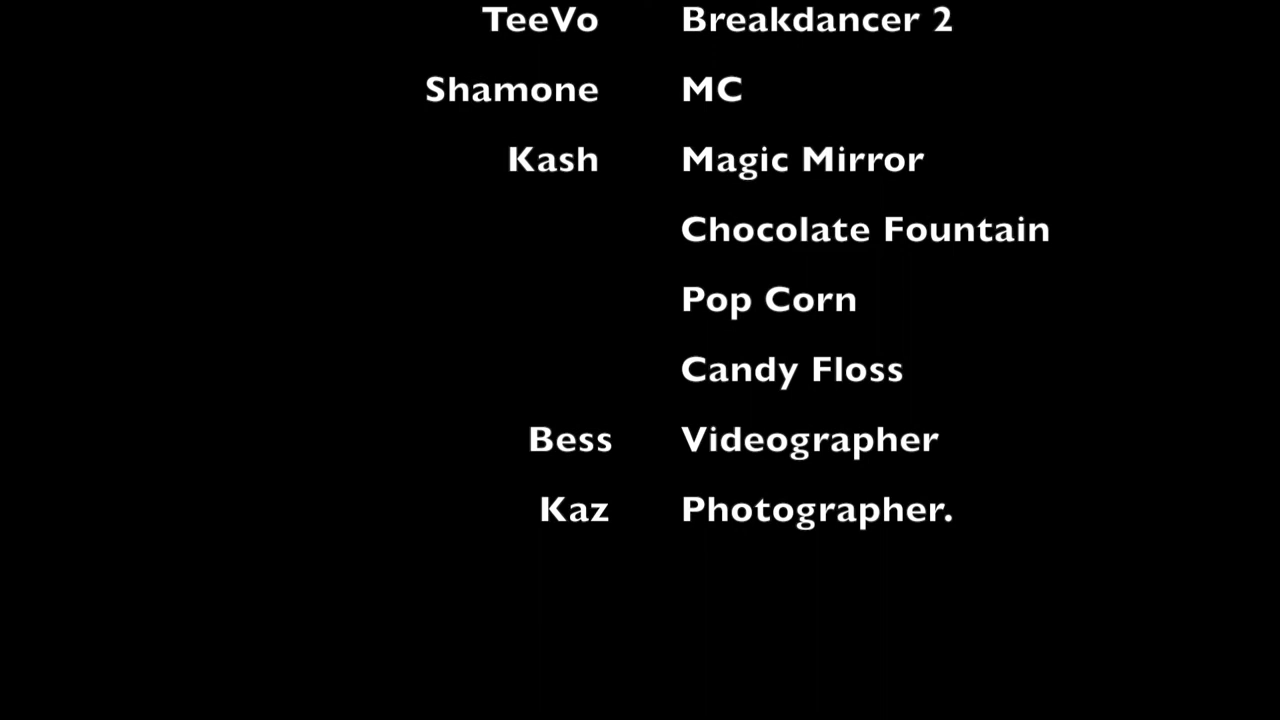 TeeVo Breakdancer 2
Shamone MC
Kash Magic Mirror
Chocolate Fountain
Pop Corn
Candy Floss
Bess Videographer
Kaz Photographer.